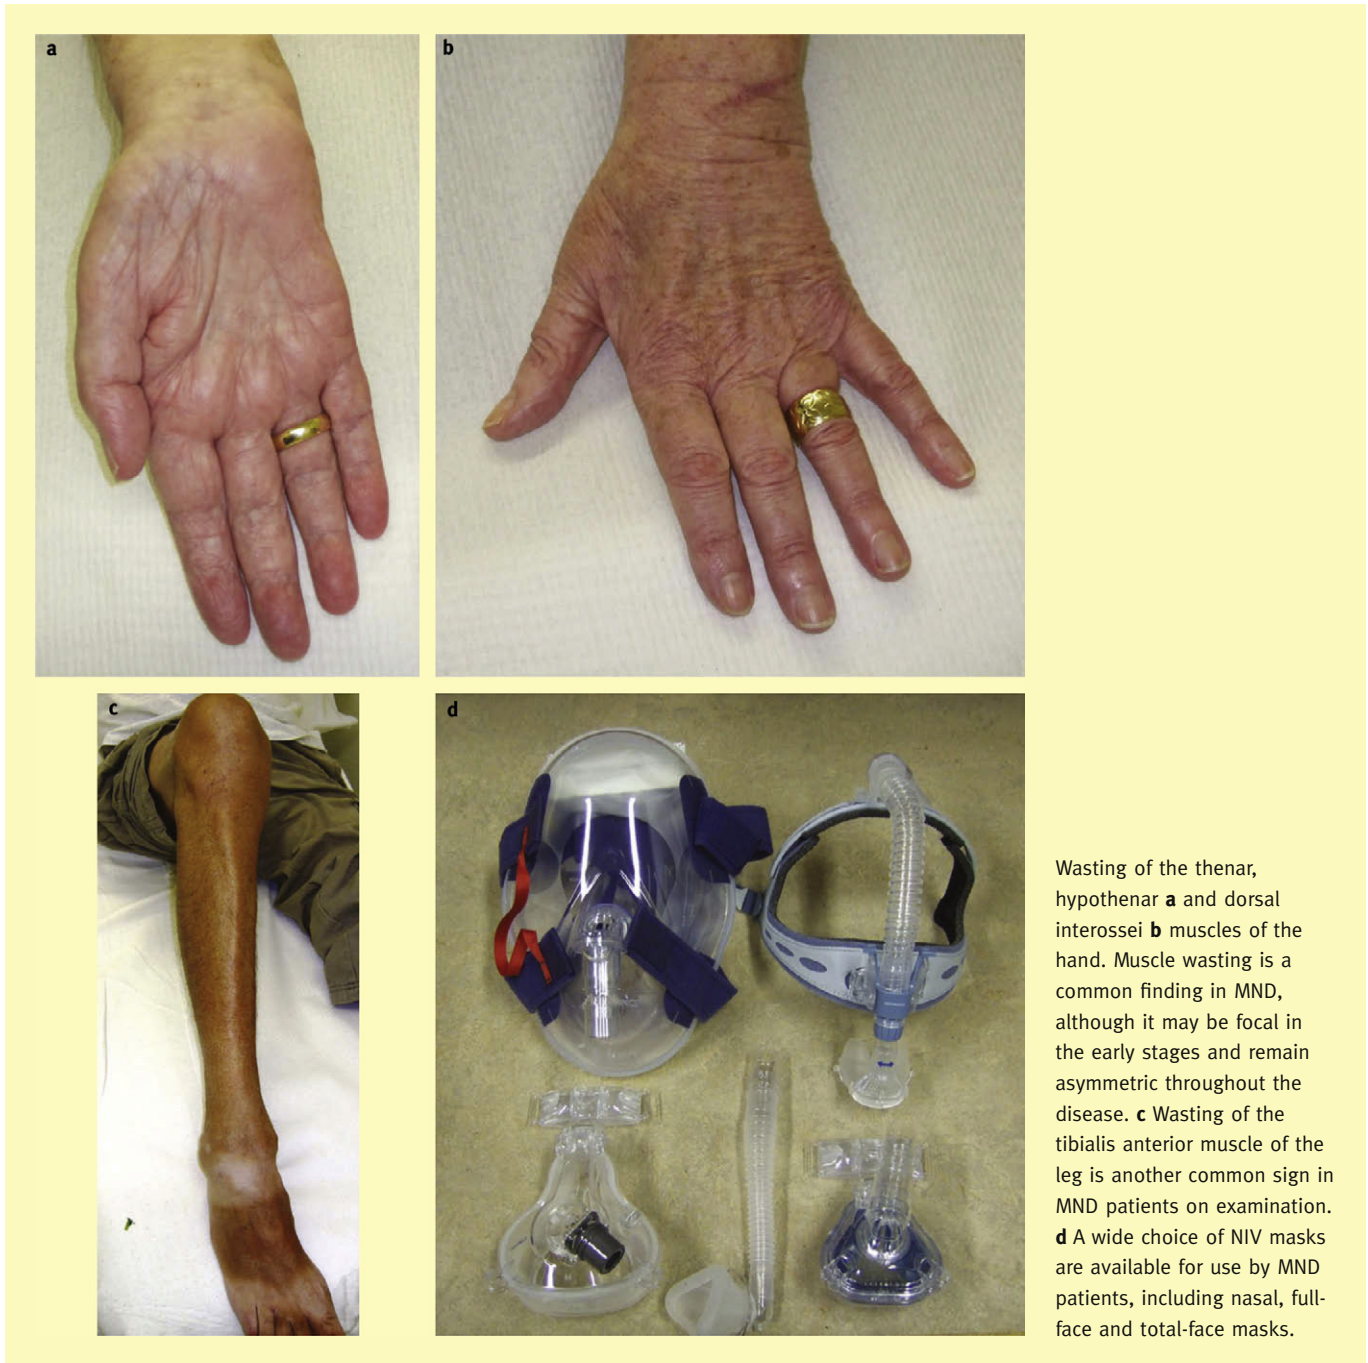 a
b
c
d
Wasting of the thenar,
hypothenar a and dorsal
interossei b muscles of the
hand. Muscle wasting is a
common finding in MND,
although it may be focal in
the early stages and remain
asymmetric throughout the
disease. c Wasting of the
tibialis anterior muscle of the
leg is another common sign in
MND patients on examination.
d A wide choice of NIV masks
are available for use by MND
patients, including nasal, full-
face and total-face masks.